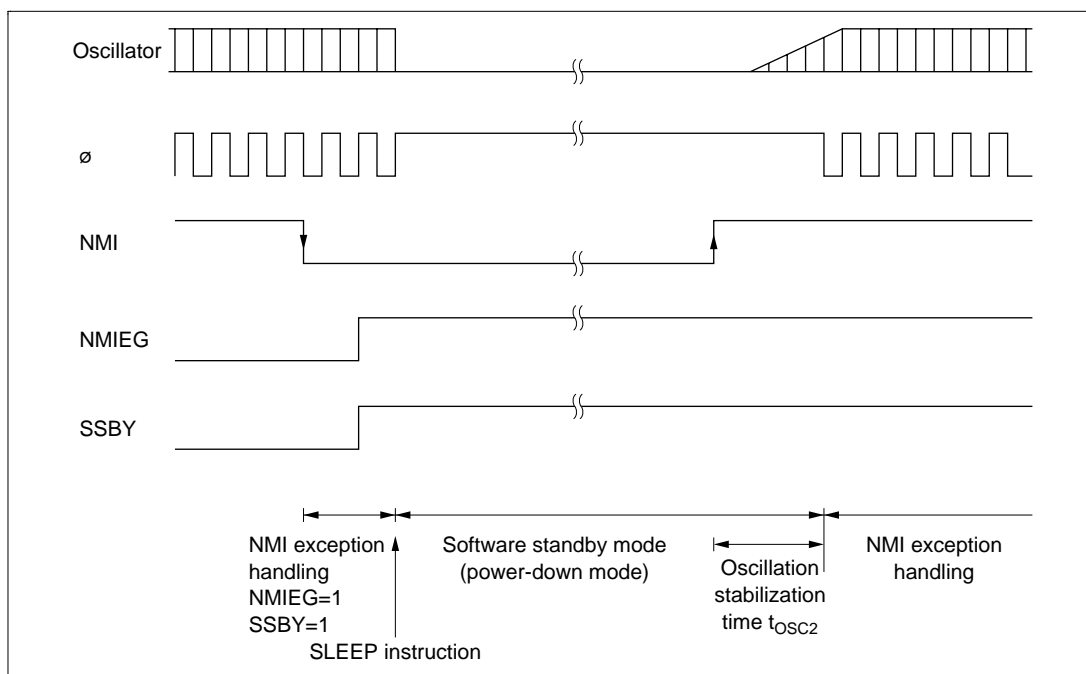 Oscillator
ø
NMI
NMIEG
SSBY
NMI exception
handling
NMIEG=1
SSBY=1
SLEEP instruction
Software standby mode
(power-down mode)
Oscillation
stabilization
time tOSC2
NMI exception
handling